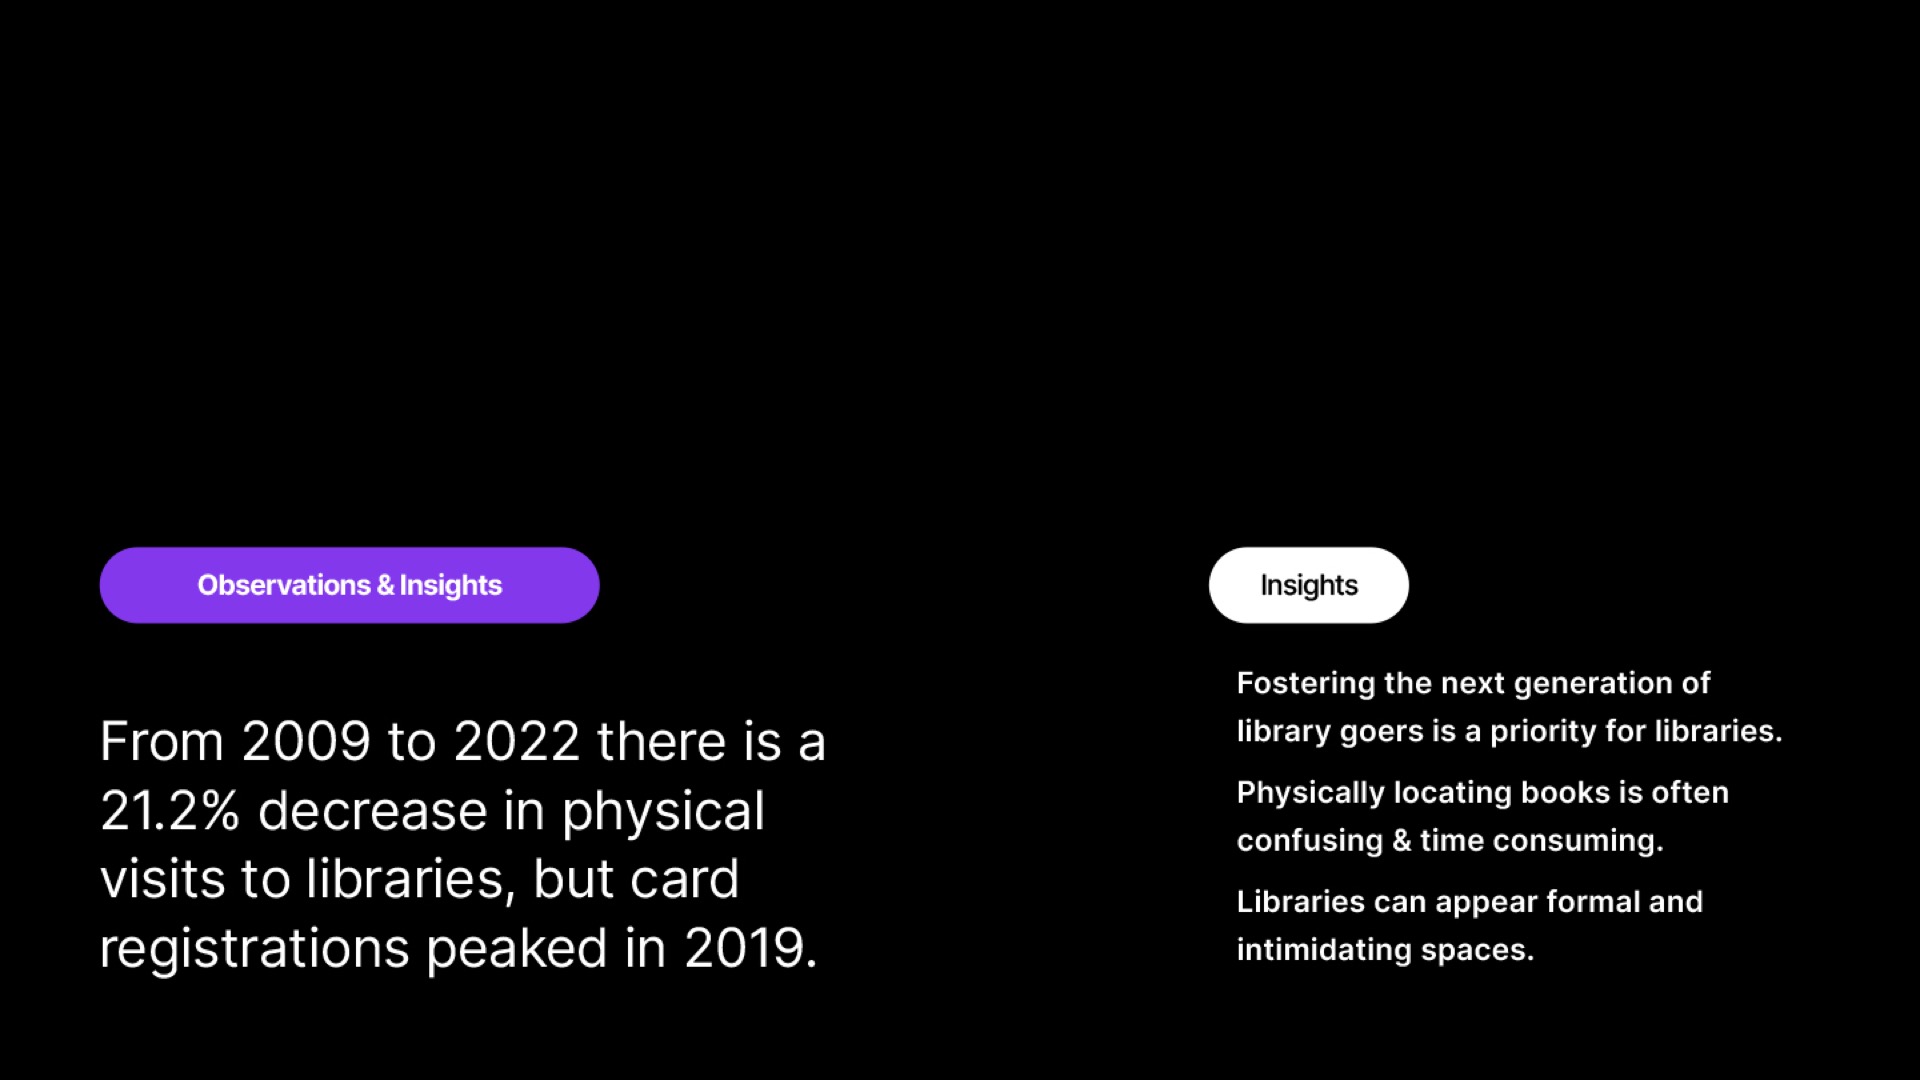 Observations & Insights
From 2009 to 2022 there is a
21.2% decrease in physical
visits to libraries, but card
registrations peaked in 2019.
Insights
Fostering the next generation of
library goers is a priority for libraries.
Physically locating books is often
confusing & time consuming.
Libraries can appear formal and
intimidating spaces.